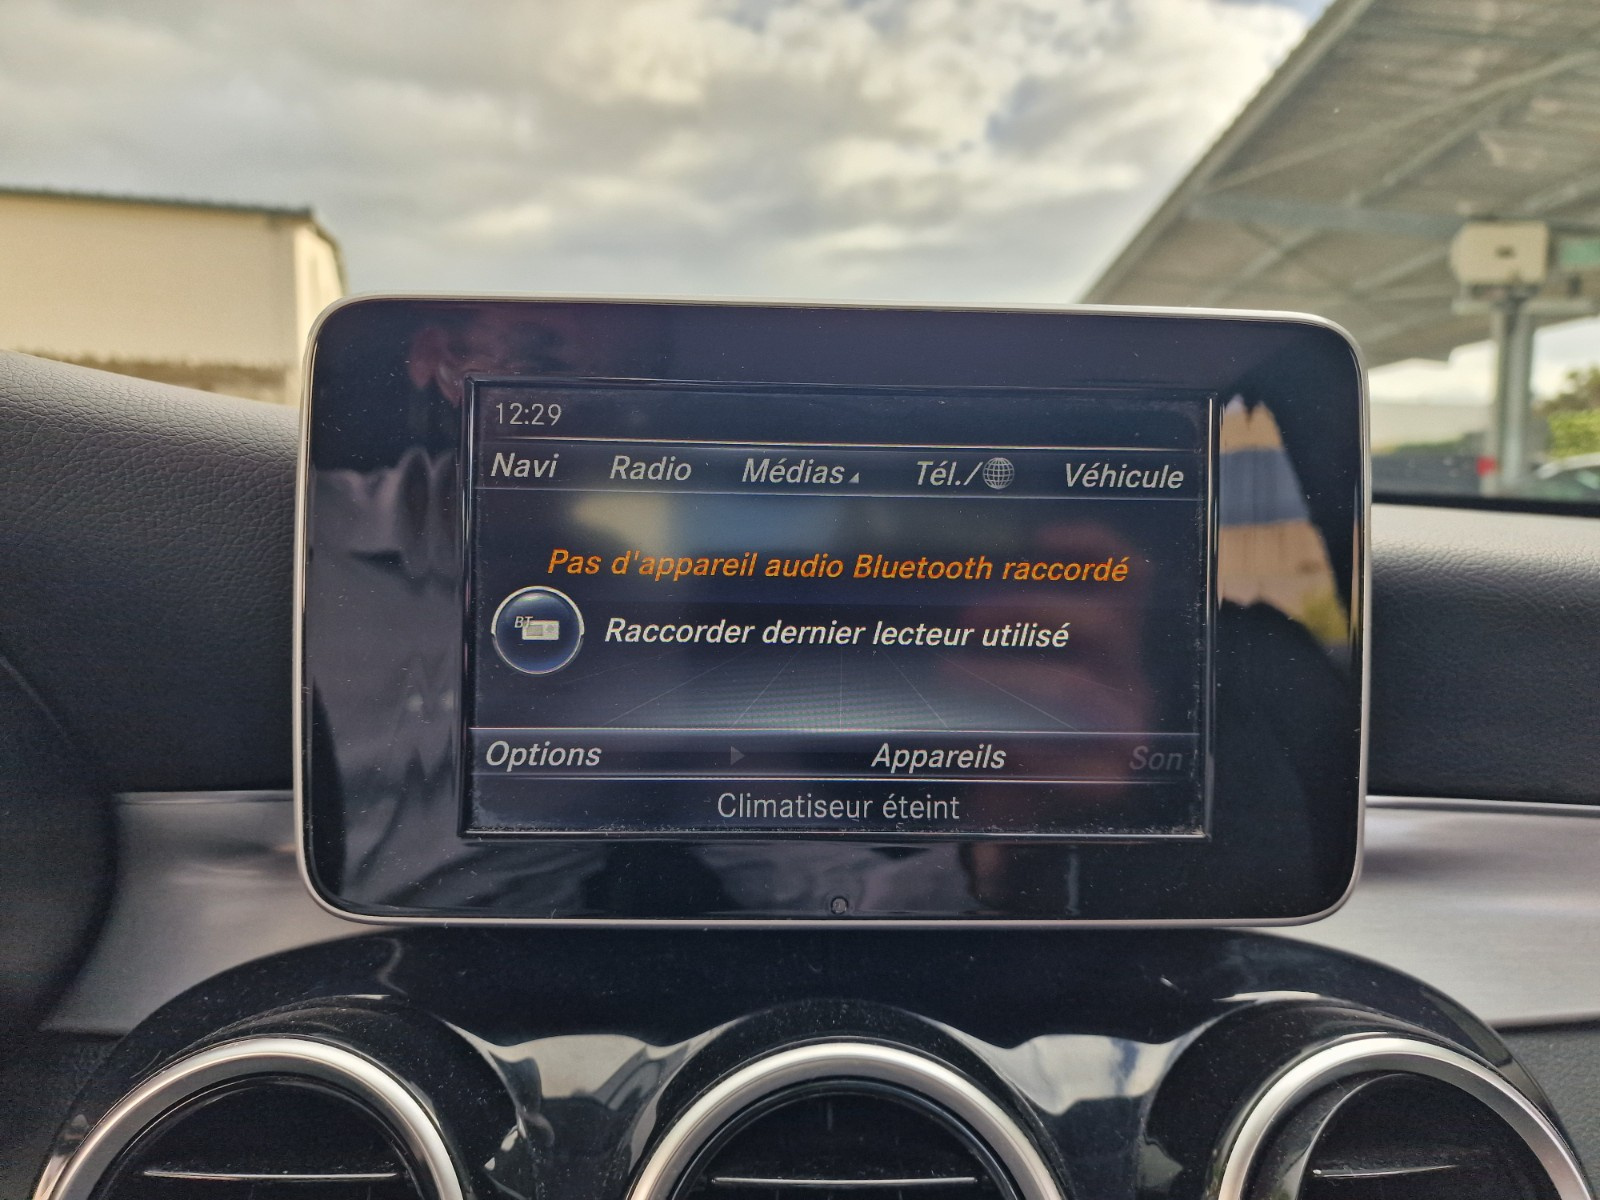 12:29
Navi Radio Médias Tél./ Véhicule
Pas d'appareil audio Bluetooth raccordé
BT
Raccorder dernier lecteur utilisé
Options Appareils Son
Climatiseur éteint